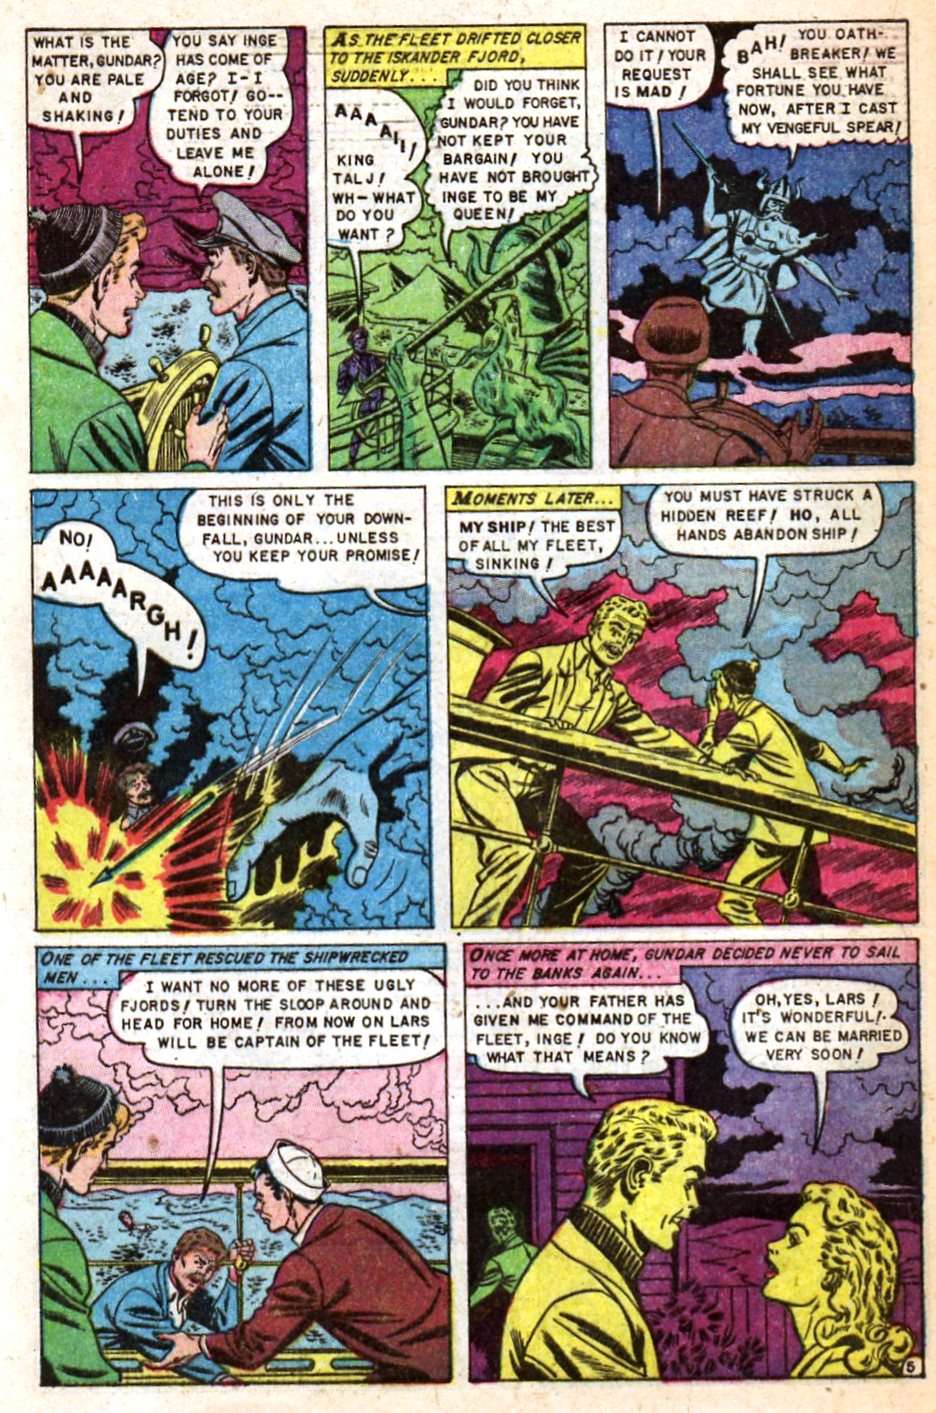 WHAT IS THE
MATTER, GUNDAR?
YOU ARE PALE
AND
SHAKING!
YOU SAY INGE
HAS COME OF
AGE? I-I
FORGOT! GO--
TEND TO YOUR
DUTIES AND
LEAVE ME
ALONE!
AS THE FLEET DRIFTED CLOSER
TO THE ISKANDER FJORD,
SUDDENLY...
AAAAII!
KING
TALJ!
WH-WHAT
DO YOU
WANT?
DID YOU THINK
I WOULD FORGET,
GUNDAR? YOU HAVE
NOT KEPT YOUR
BARGAIN! YOU
HAVE NOT BROUGHT
INGE TO BE MY
QUEEN!
I CANNOT
DO IT! YOUR
REQUEST
IS MAD!
BAH! YOU OATH-
BREAKER! WE
SHALL SEE WHAT
FORTUNE YOU HAVE
NOW, AFTER I CAST
MY VENGEFUL SPEAR!
NO!
AAAAAARGH!
THIS IS ONLY THE
BEGINNING OF YOUR DOWN-
FALL, GUNDAR...UNLESS
YOU KEEP YOUR PROMISE!
MOMENTS LATER...
MY SHIP! THE BEST
OF ALL MY FLEET,
SINKING!
YOU MUST HAVE STRUCK A
HIDDEN REEF! HO, ALL
HANDS ABANDON SHIP!
ONE OF THE FLEET RESCUED THE SHIPWRECKED
MEN...
I WANT NO MORE OF THESE UGLY
FJORDS! TURN THE SLOOP AROUND AND
HEAD FOR HOME! FROM NOW ON LARS
WILL BE CAPTAIN OF THE FLEET!
ONCE MORE AT HOME, GUNDAR DECIDED NEVER TO SAIL
TO THE BANKS AGAIN...
...AND YOUR FATHER HAS
GIVEN ME COMMAND OF THE
FLEET, INGE! DO YOU KNOW
WHAT THAT MEANS?
OH, YES, LARS!
IT'S WONDERFUL!
WE CAN BE MARRIED
VERY SOON!
5